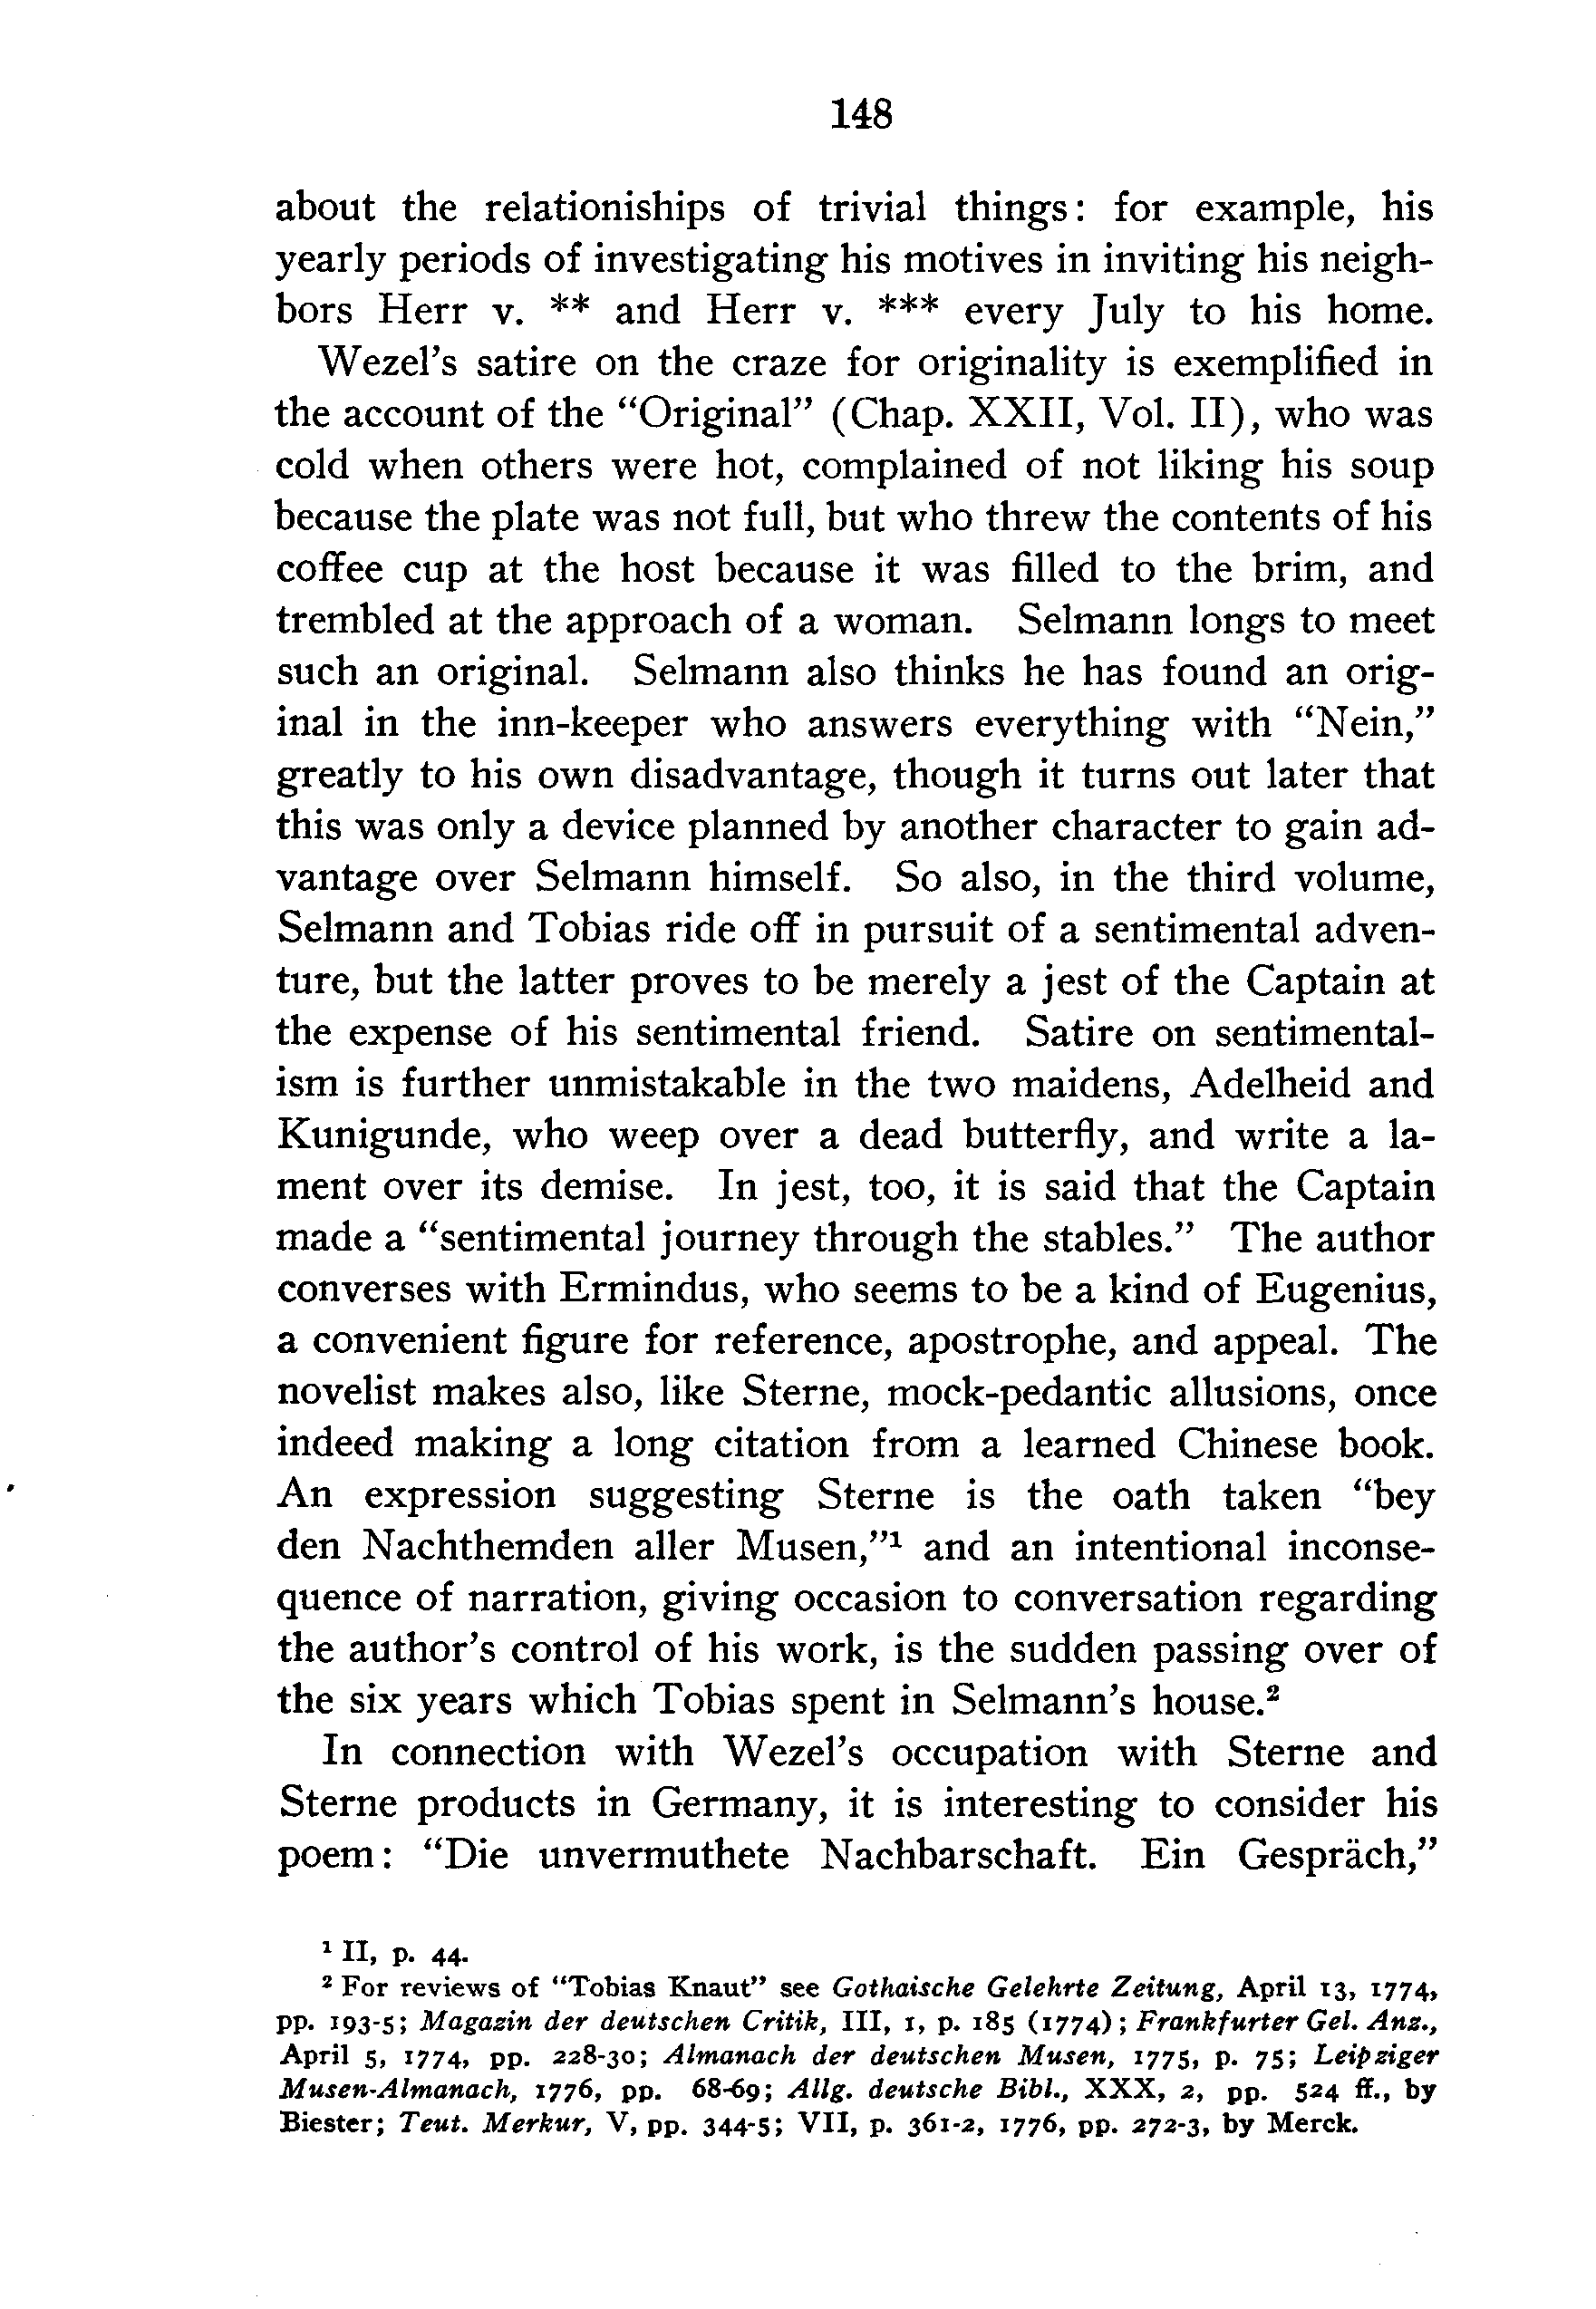 148
about the relationiships of trivial things: for example, his
yearly periods of investigating his motives in inviting his neigh-
bors Herr v. ** and Herr v. *** every July to his home.
Wezel's satire on the craze for originality is exemplified in
the account of the “Original” (Chap. XXII, Vol. II), who was
cold when others were hot, complained of not liking his soup
because the plate was not full, but who threw the contents of his
coffee cup at the host because it was filled to the brim, and
trembled at the approach of a woman. Selmann longs to meet
such an original. Selmann also thinks he has found an orig-
inal in the inn-keeper who answers everything with “Nein,”
greatly to his own disadvantage, though it turns out later that
this was only a device planned by another character to gain ad-
vantage over Selmann himself. So also, in the third volume,
Selmann and Tobias ride off in pursuit of a sentimental adven-
ture, but the latter proves to be merely a jest of the Captain at
the expense of his sentimental friend. Satire on sentimental-
ism is further unmistakable in the two maidens, Adelheid and
Kunigunde, who weep over a dead butterfly, and write a la-
ment over its demise. In jest, too, it is said that the Captain
made a “sentimental journey through the stables.” The author
converses with Ermindus, who seems to be a kind of Eugenius,
a convenient figure for reference, apostrophe, and appeal. The
novelist makes also, like Sterne, mock-pedantic allusions, once
indeed making a long citation from a learned Chinese book.
An expression suggesting Sterne is the oath taken “bey
den Nachthemden aller Musen,”¹ and an intentional inconse-
quence of narration, giving occasion to conversation regarding
the author's control of his work, is the sudden passing over of
the six years which Tobias spent in Selmann's house.²
In connection with Wezel's occupation with Sterne and
Sterne products in Germany, it is interesting to consider his
poem: “Die unvermuthete Nachbarschaft. Ein Gespräch,”
¹ II, p. 44.
² For reviews of “Tobias Knaut” see Gothaische Gelehrte Zeitung, April 13, 1774,
pp. 193-5; Magazin der deutschen Critik, III, 1, p. 185 (1774); Frankfurter Gel. Anz.,
April 5, 1774, pp. 228-30; Almanach der deutschen Musen, 1775, p. 75; Leipziger
Musen-Almanach, 1776, pp. 68-69; Allg. deutsche Bibl., XXX, 2, pp. 524 ff., by
Biester; Teut. Merkur, V, pp. 344-5; VII, p. 361-2, 1776, pp. 272-3, by Merck.